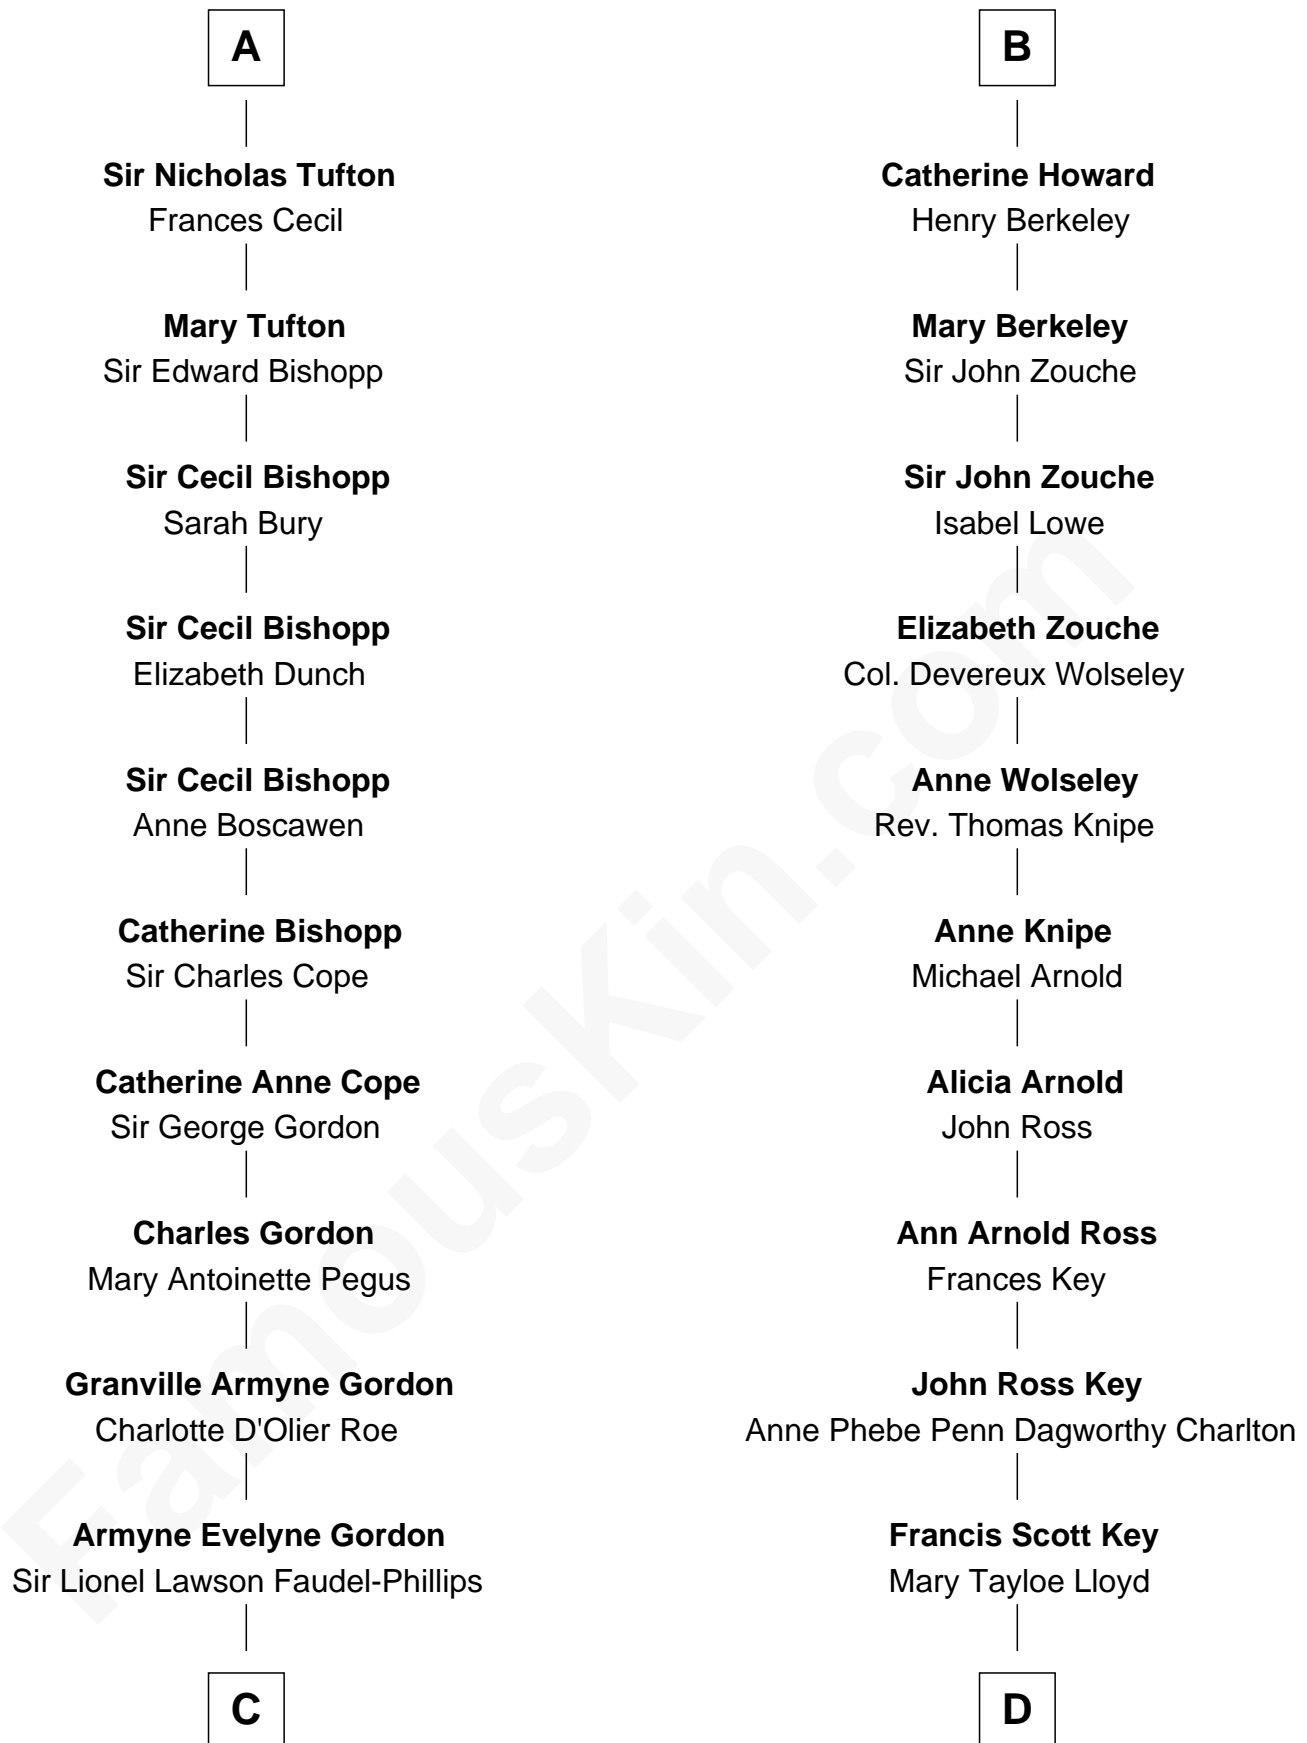 A
Sir Nicholas Tufton
Frances Cecil
Mary Tufton
Sir Edward Bishopp
Sir Cecil Bishopp
Sarah Bury
Sir Cecil Bishopp
Elizabeth Dunch
Sir Cecil Bishopp
Anne Boscawen
Catherine Bishopp
Sir Charles Cope
Catherine Anne Cope
Sir George Gordon
Charles Gordon
Mary Antoinette Pegus
Granville Armyne Gordon
Charlotte D'Olier Roe
Armyne Evelyne Gordon
Sir Lionel Lawson Faudel-Phillips
C
B
Catherine Howard
Henry Berkeley
Mary Berkeley
Sir John Zouche
Sir John Zouche
Isabel Lowe
Elizabeth Zouche
Col. Devereux Wolseley
Anne Wolseley
Rev. Thomas Knipe
Anne Knipe
Michael Arnold
Alicia Arnold
John Ross
Ann Arnold Ross
Frances Key
John Ross Key
Anne Phebe Penn Dagworthy Charlton
Francis Scott Key
Mary Tayloe Lloyd
D
FamousKin.com